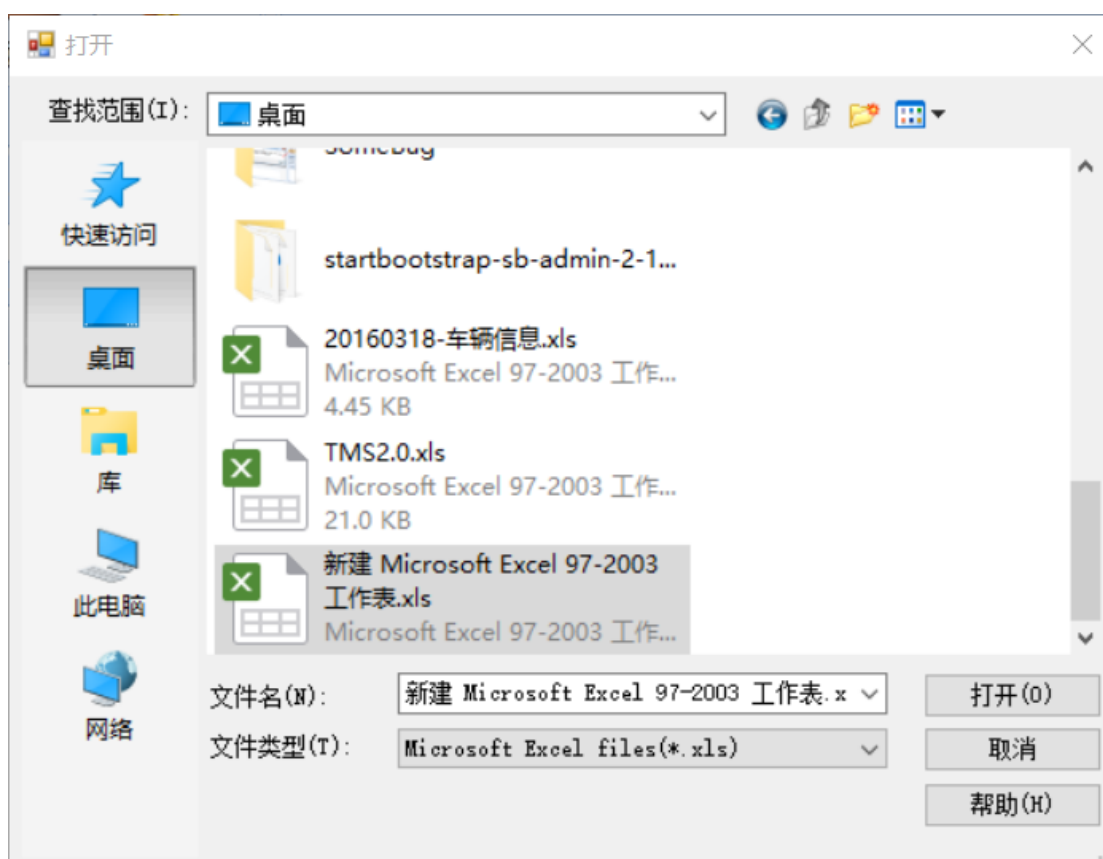 打开
查找范围(I):
桌面
快速访问
桌面
库
此电脑
网络
somebug
startbootstrap-sb-admin-2-1...
20160318-车辆信息.xls
Microsoft Excel 97-2003 工作...
4.45 KB
TMS2.0.xls
Microsoft Excel 97-2003 工作...
21.0 KB
新建 Microsoft Excel 97-2003
工作表.xls
Microsoft Excel 97-2003 工作...
文件名(N):
新建 Microsoft Excel 97-2003 工作表.x
打开(O)
文件类型(T):
Microsoft Excel files(*.xls)
取消
帮助(H)